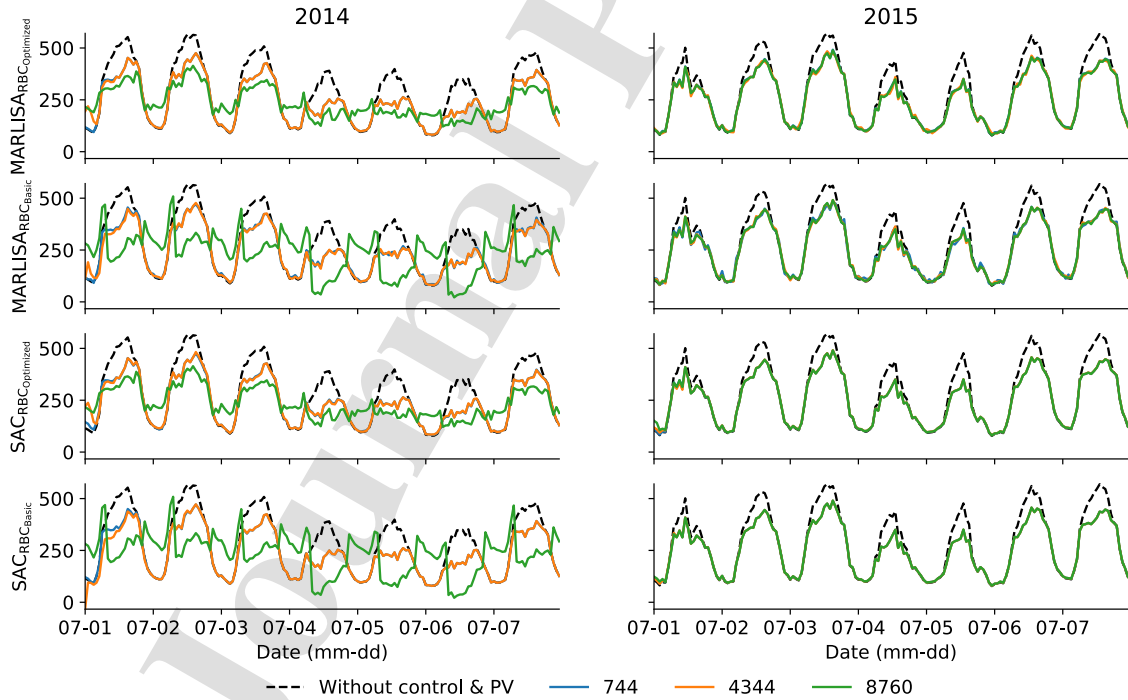 2014
2015
MARLISA_RBC_Optimized
500
250
0
MARLISA_RBC_Basic
500
250
0
SAC_RBC_Optimized
500
250
0
SAC_RBC_Basic
500
250
0
07-01 07-02 07-03 07-04 07-05 07-06 07-07
07-01 07-02 07-03 07-04 07-05 07-06 07-07
Date (mm-dd)
Date (mm-dd)
Without control & PV 744 4344 8760
Journal P